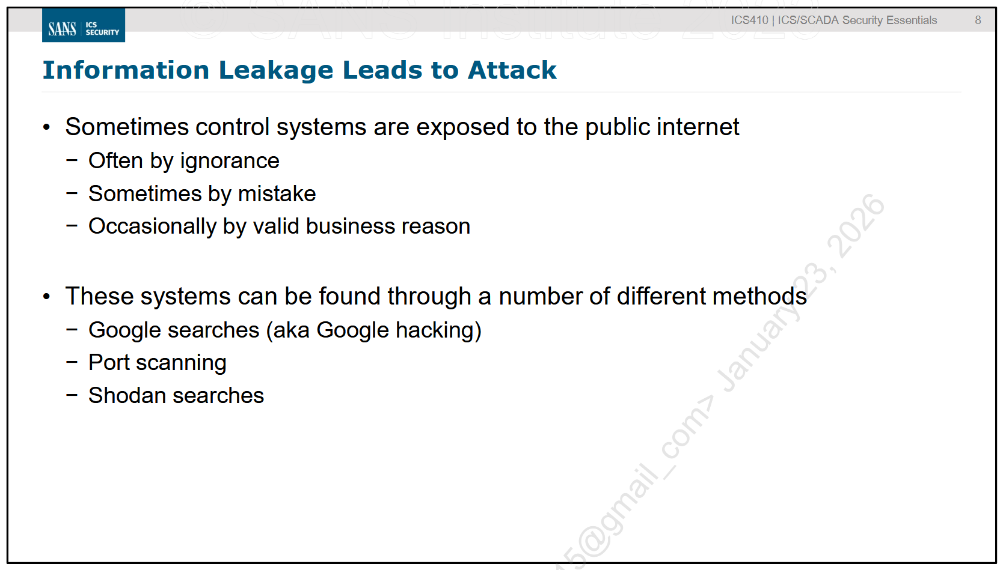 © SANS Institute 2023
SANS | ICS SECURITY
ICS410 | ICS/SCADA Security Essentials 8
Information Leakage Leads to Attack
• Sometimes control systems are exposed to the public internet
– Often by ignorance
– Sometimes by mistake
– Occasionally by valid business reason
• These systems can be found through a number of different methods
– Google searches (aka Google hacking)
– Port scanning
– Shodan searches
15@gmail_com> January 23, 2026